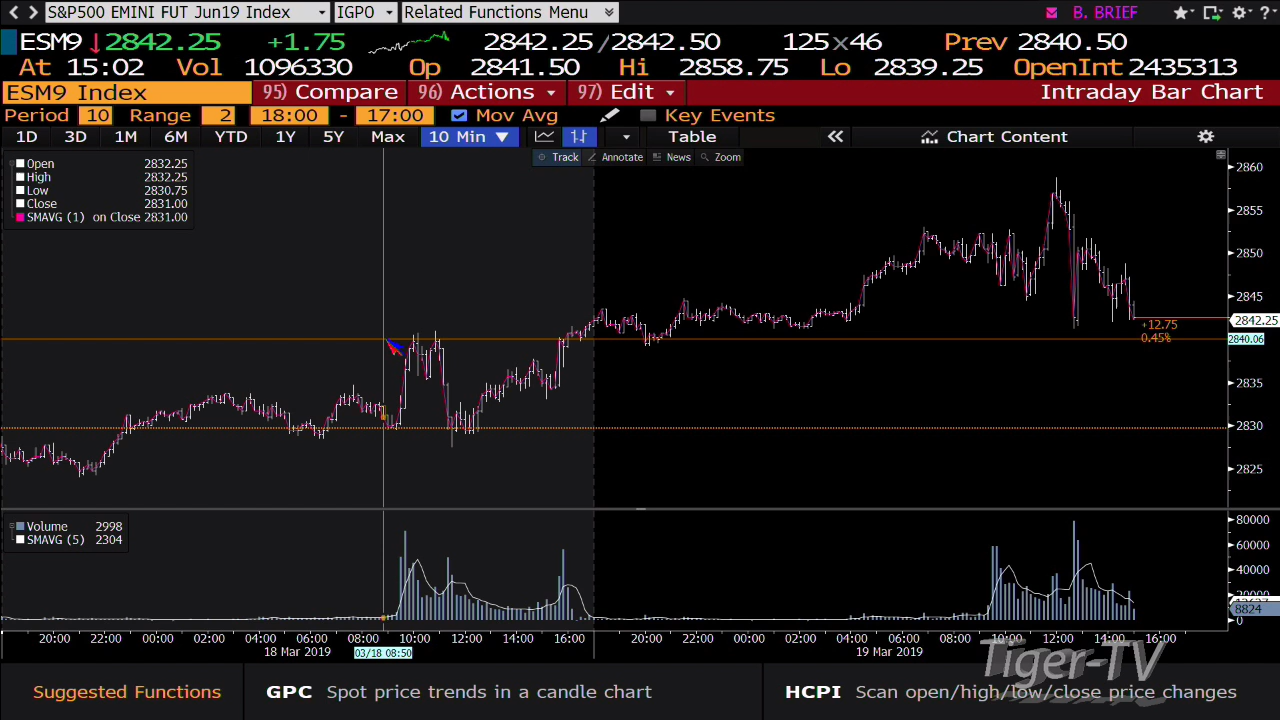 S&P500 EMINI FUT Jun19 Index IGPO Related Functions Menu B. BRIEF
ESM9 ↓2842.25 +1.75 2842.25/2842.50 125x46 Prev 2840.50
At 15:02 Vol 1096330 Op 2841.50 Hi 2858.75 Lo 2839.25 OpenInt 2435313
ESM9 Index 95) Compare 96) Actions 97) Edit Intraday Bar Chart
Period 10 Range 2 18:00 - 17:00 Mov Avg Key Events
1D 3D 1M 6M YTD 1Y 5Y Max 10 Min ▼ Table « Chart Content
Track Annotate News Zoom
Open 2832.25
High 2832.25
Low 2830.75
Close 2831.00
SMAVG (1) on Close 2831.00
2860
2855
2850
2845
2842.25
+12.75
0.45%
2840.06
2835
2830
2825
Volume 2998
SMAVG (5) 2304
80000
60000
40000
20000
8824
0
20:00 22:00 00:00 02:00 04:00 06:00 08:00 10:00 12:00 14:00 16:00 20:00 22:00 00:00 02:00 04:00 06:00 08:00 10:00 12:00 14:00 16:00
18 Mar 2019 03/18 08:50 19 Mar 2019
Tiger-TV
Suggested Functions GPC Spot price trends in a candle chart HCPI Scan open/high/low/close price changes